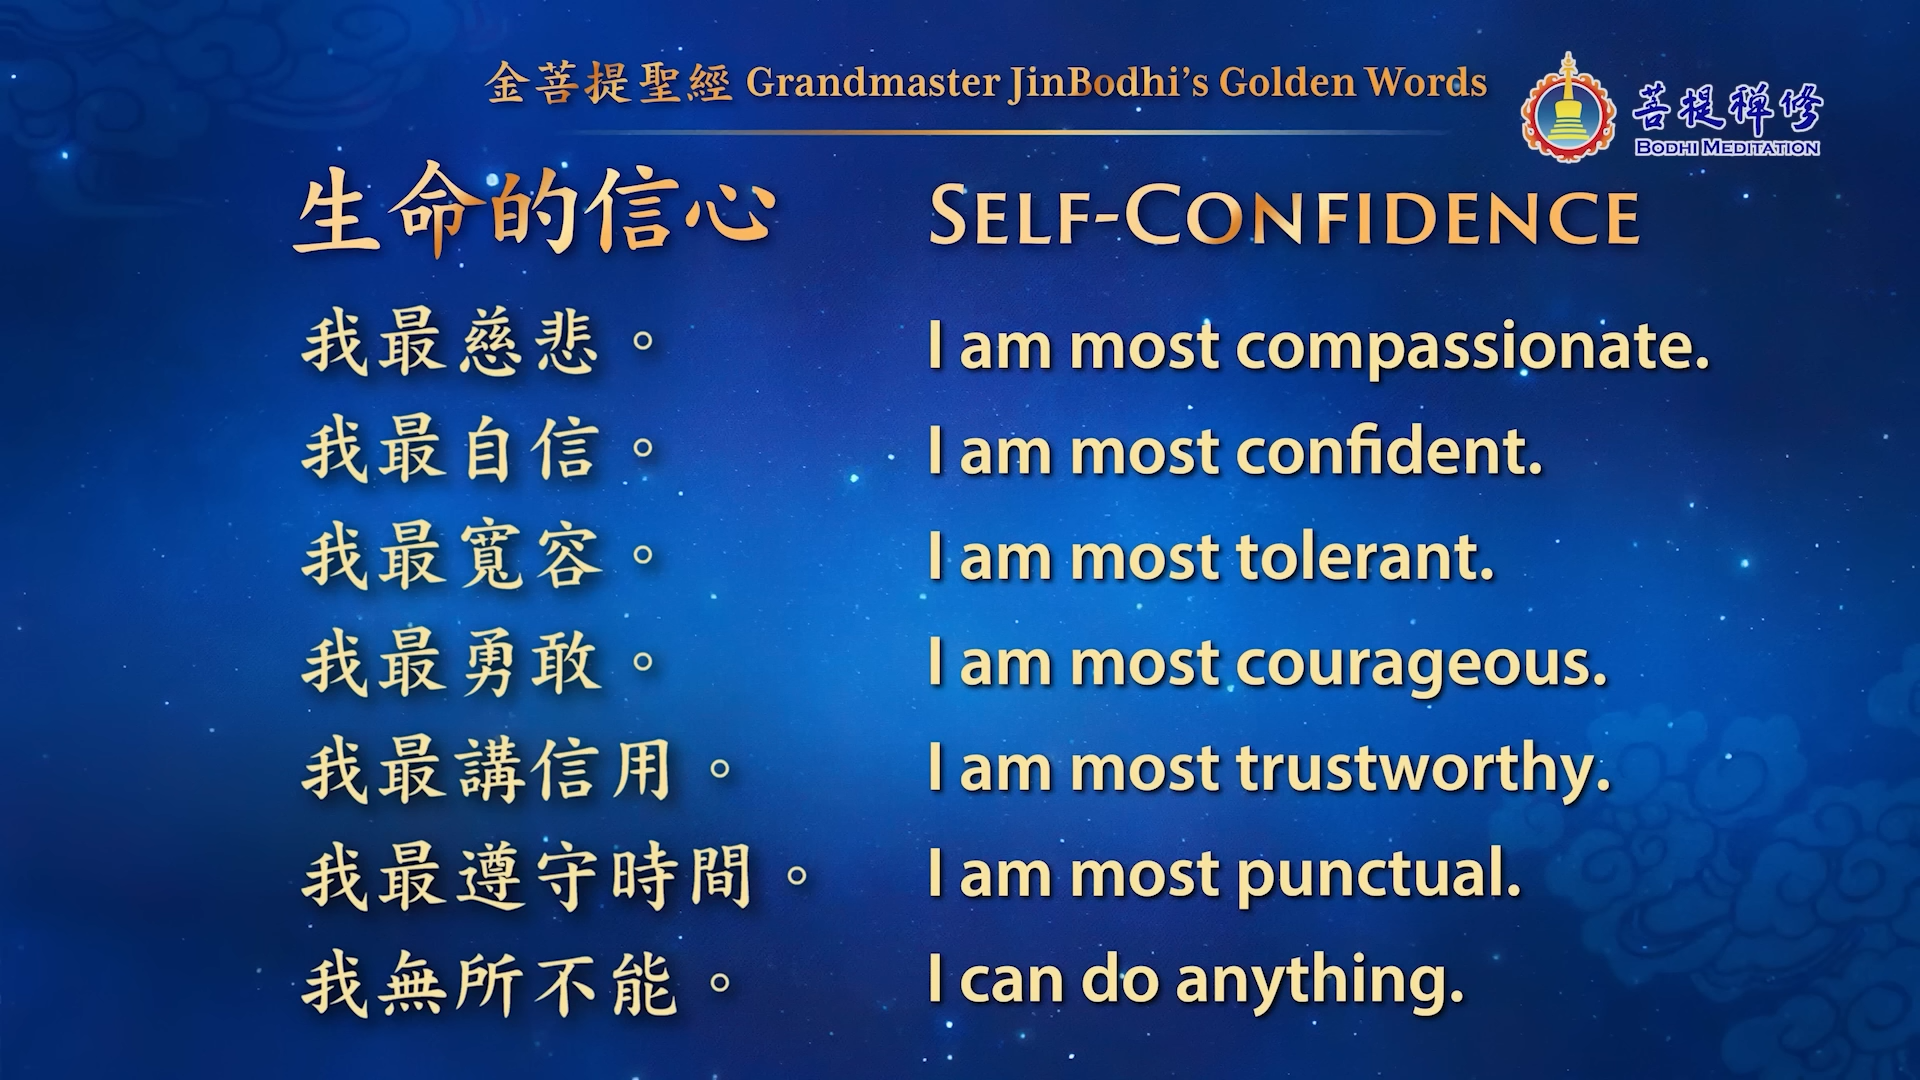 金菩提聖經 Grandmaster JinBodhi's Golden Words
菩提禪修
BODHI MEDITATION
生命的信心 SELF-CONFIDENCE
我最慈悲。 I am most compassionate.
我最自信。 I am most confident.
我最寬容。 I am most tolerant.
我最勇敢。 I am most courageous.
我最講信用。 I am most trustworthy.
我最遵守時間。 I am most punctual.
我無所不能。 I can do anything.